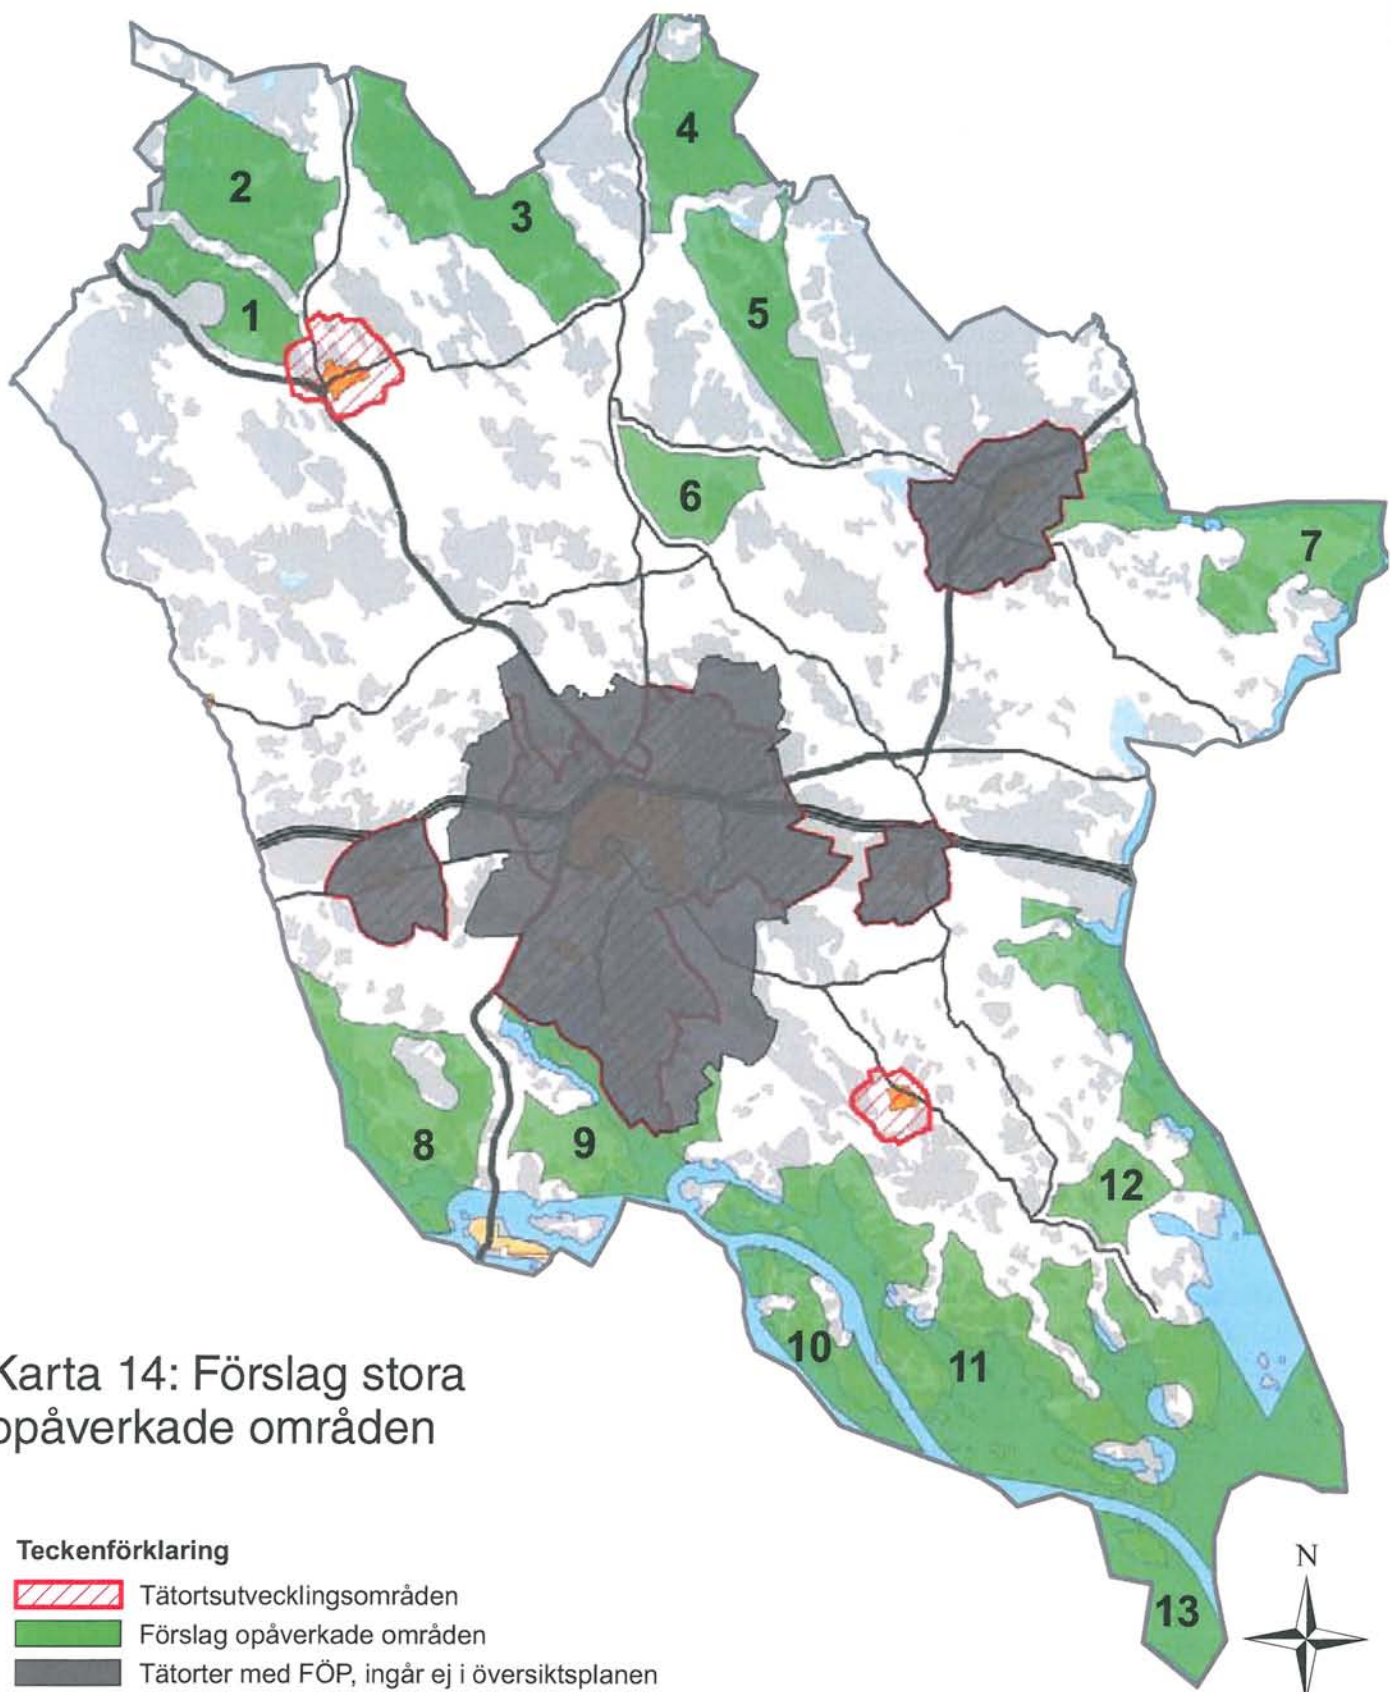 2
4
3
1
5
6
7
8
9
12
10
11
13
Karta 14: Förslag stora
opåverkade områden
Teckenförklaring
Tätortsutvecklingsområden
Förslag opåverkade områden
Tätorter med FÖP, ingår ej i översiktsplanen
N